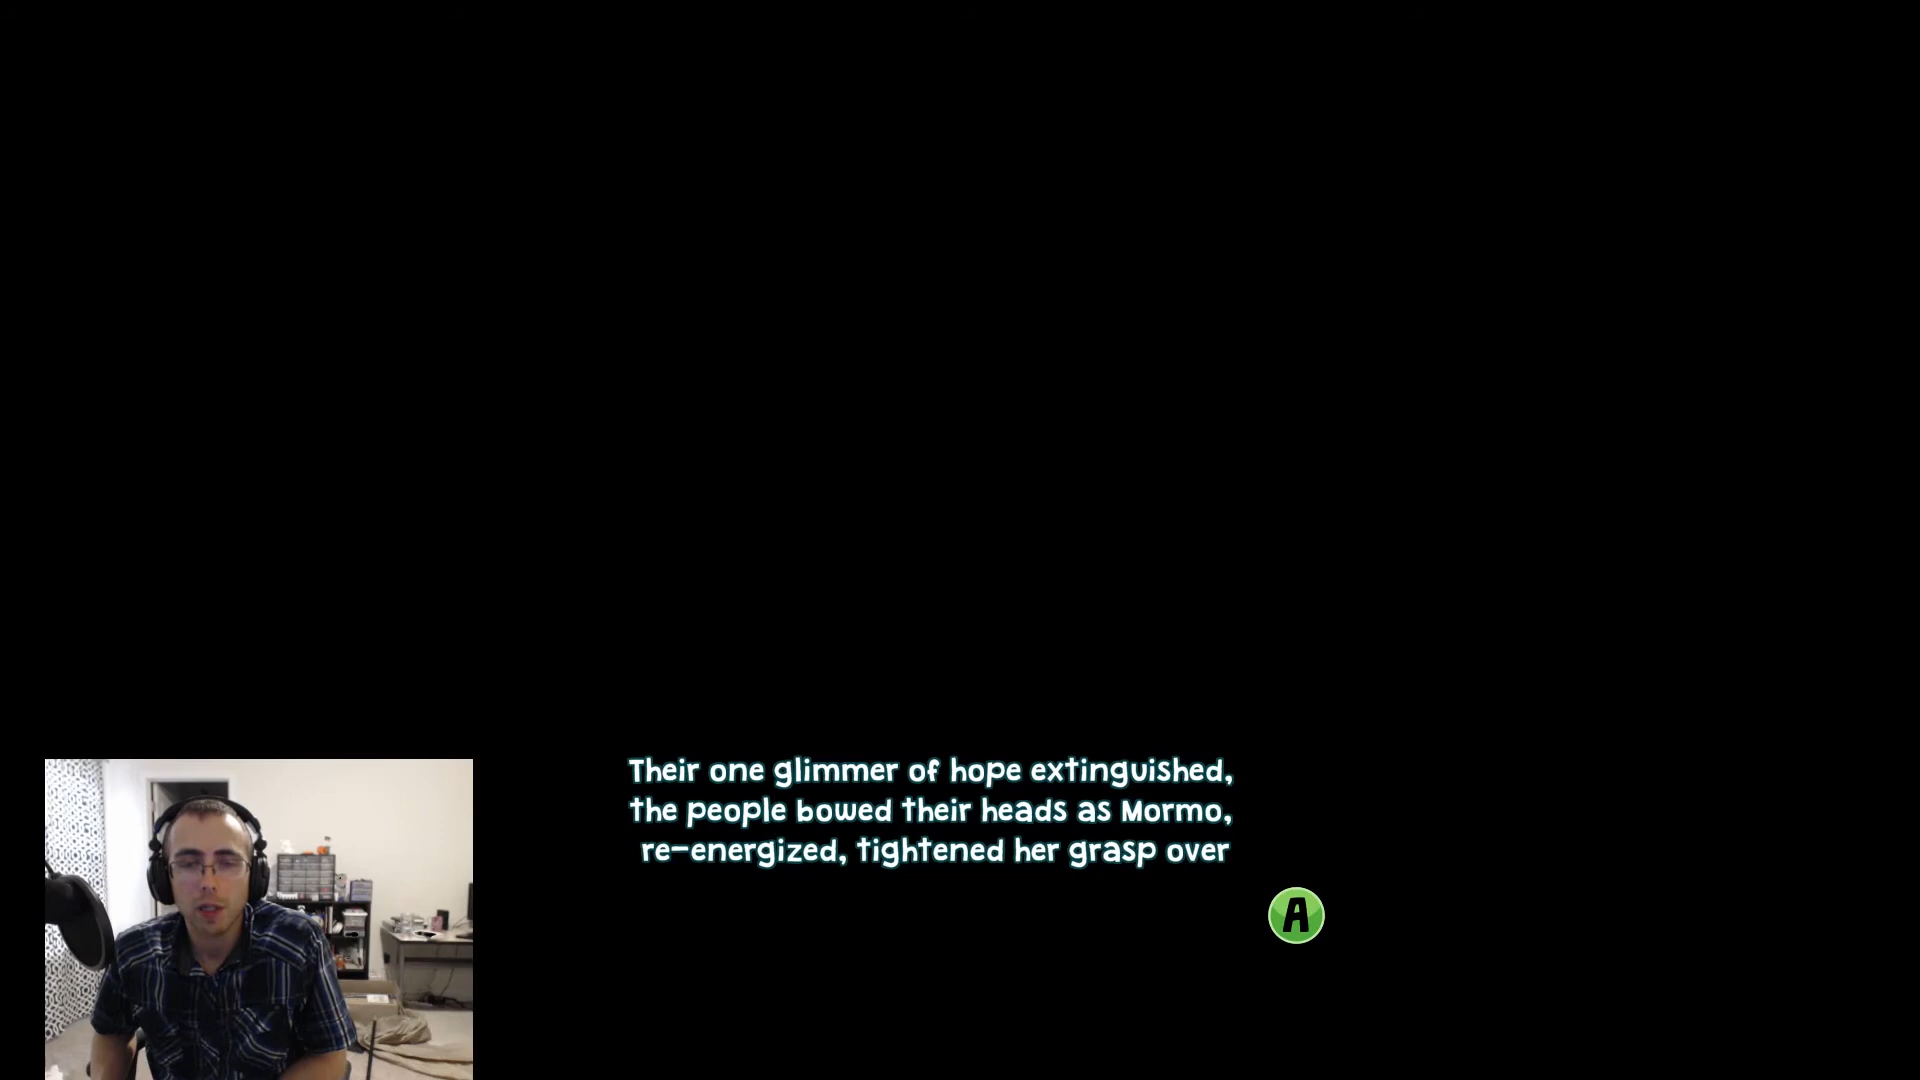 Their one glimmer of hope extinguished,
the people bowed their heads as Mormo,
re-energized, tightened her grasp over
A